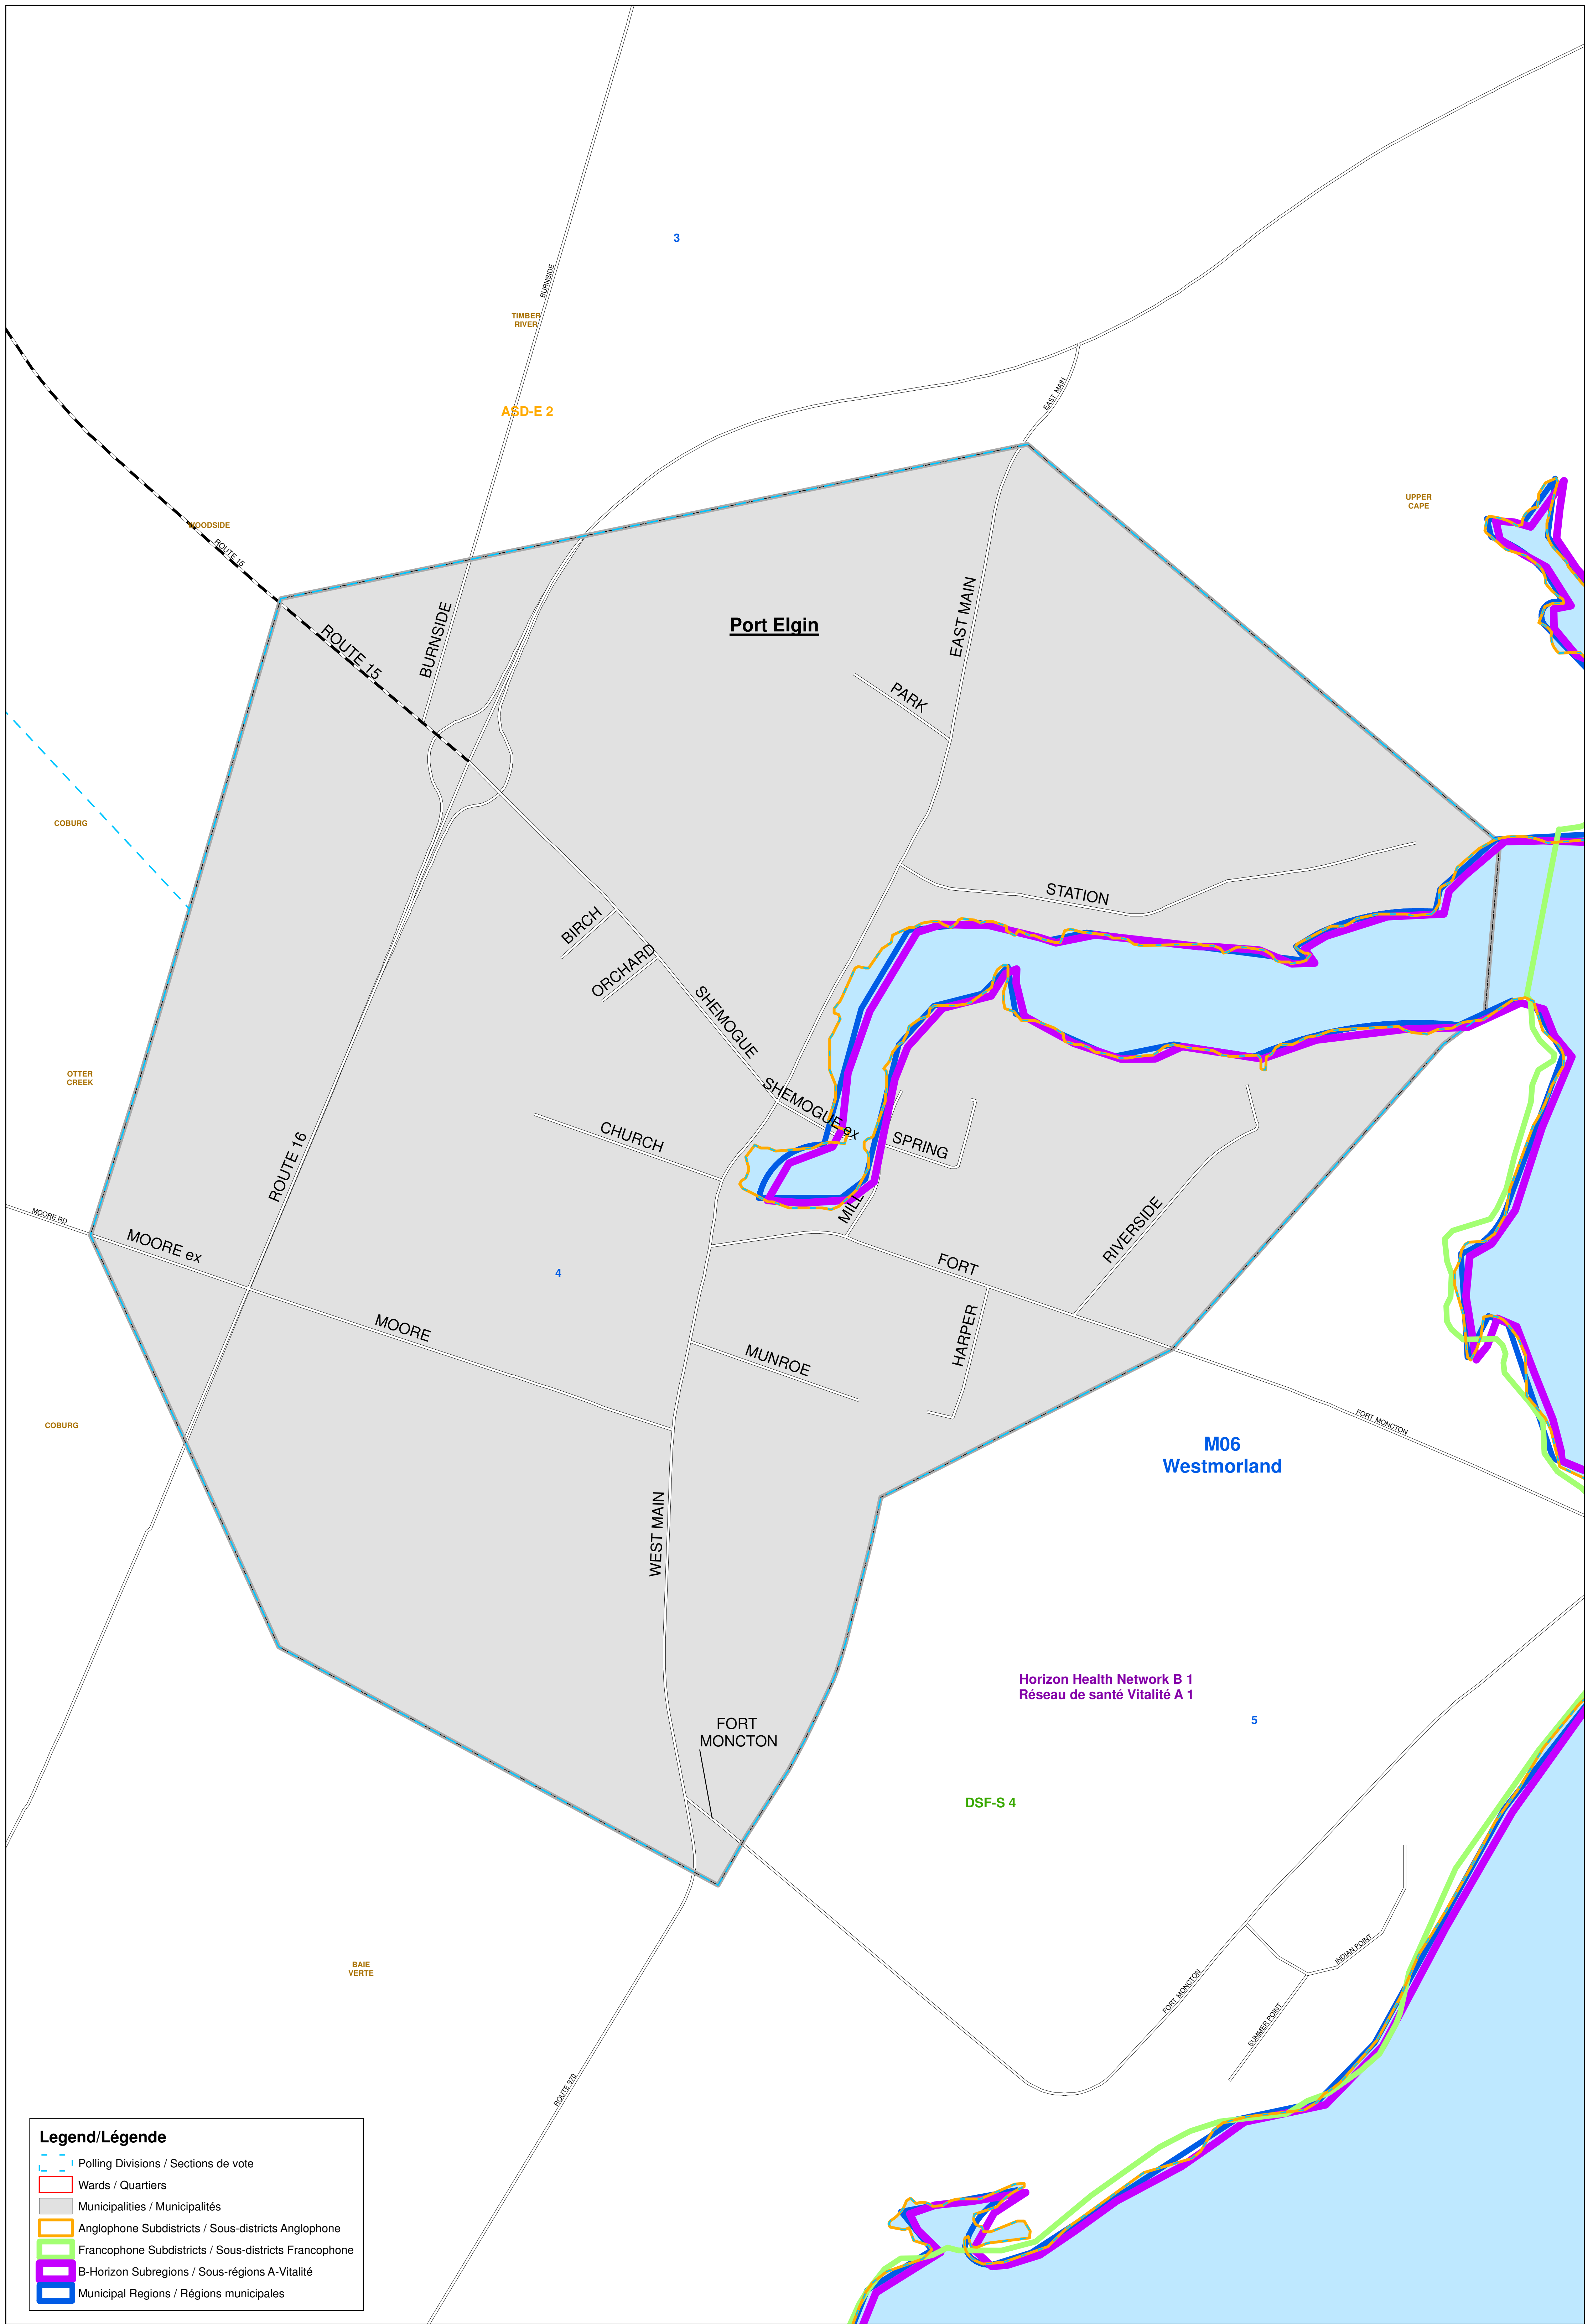 3
BURNSIDE
TIMBER
RIVER
EAST MAIN
ASD-E 2
UPPER
CAPE
WOODSIDE
ROUTE 15
EAST MAIN
BURNSIDE
Port Elgin
ROUTE 15
PARK
COBURG
STATION
BIRCH
ORCHARD
SHEMOGUE
OTTER
CREEK
SHEMOGUE ex
CHURCH
SPRING
ROUTE 16
MILL
RIVERSIDE
MOORE RD
MOORE ex
FORT
4
MOORE
HARPER
MUNROE
COBURG
FORT MONCTON
M06
Westmorland
WEST MAIN
Horizon Health Network B 1
Réseau de santé Vitalité A 1
5
FORT
MONCTON
DSF-S 4
BAIE
VERTE
INDIAN POINT
FORT MONCTON
SUMMER POINT
ROUTE 970
Legend/Légende
Polling Divisions / Sections de vote
Wards / Quartiers
Municipalities / Municipalités
Anglophone Subdistricts / Sous-districts Anglophone
Francophone Subdistricts / Sous-districts Francophone
B-Horizon Subregions / Sous-régions A-Vitalité
Municipal Regions / Régions municipales